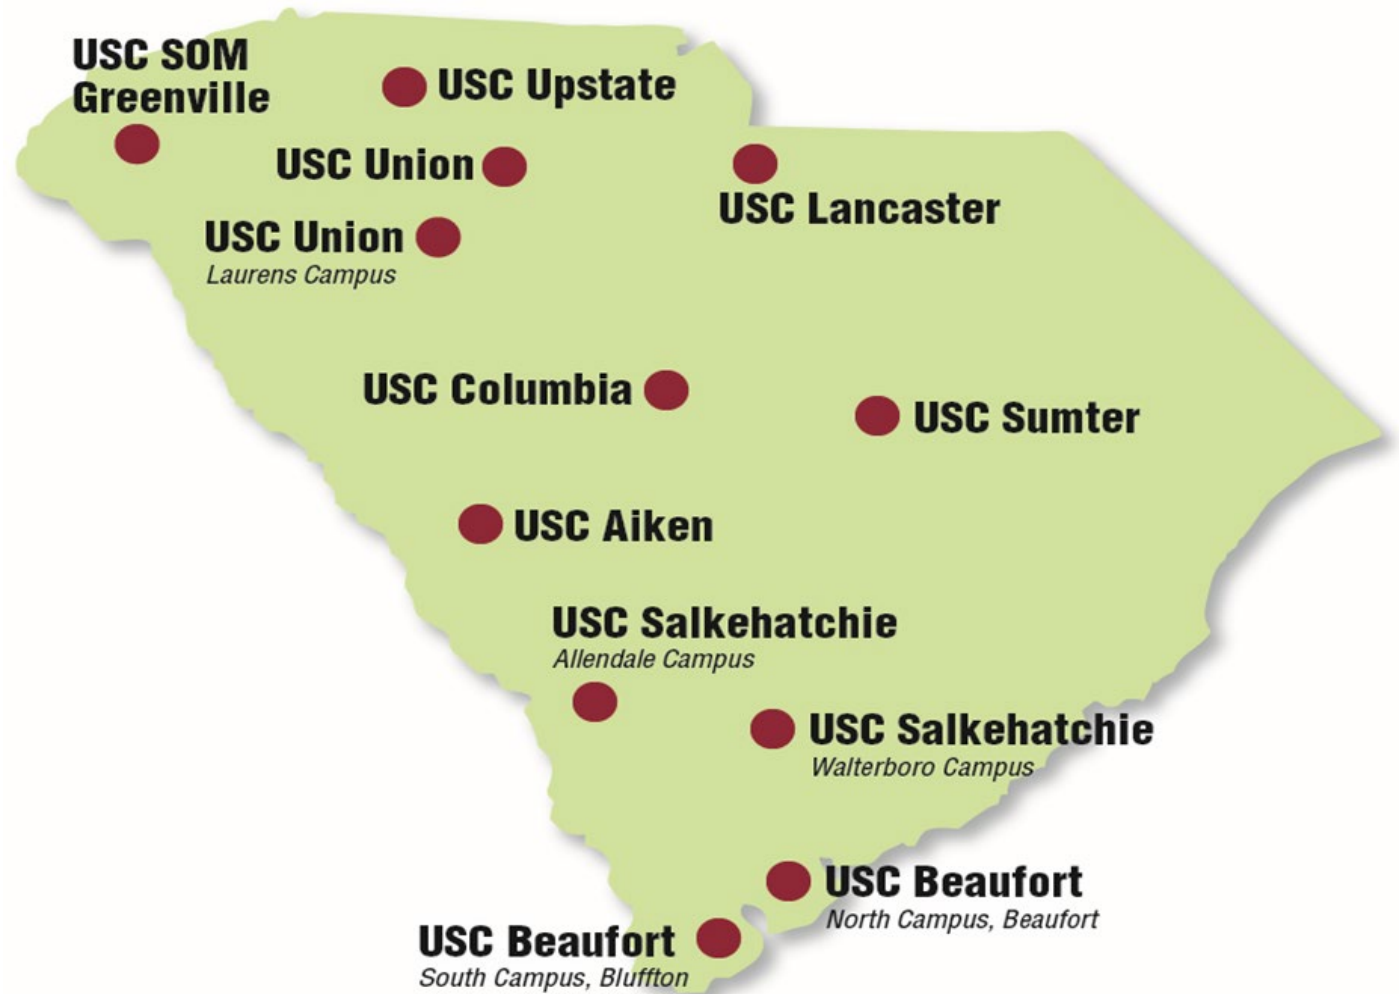 USC SOM
Greenville
USC Upstate
USC Union
USC Lancaster
USC Union
Laurens Campus
USC Columbia
USC Sumter
USC Aiken
USC Salkehatchie
Allendale Campus
USC Salkehatchie
Walterboro Campus
USC Beaufort
North Campus, Beaufort
USC Beaufort
South Campus, Bluffton